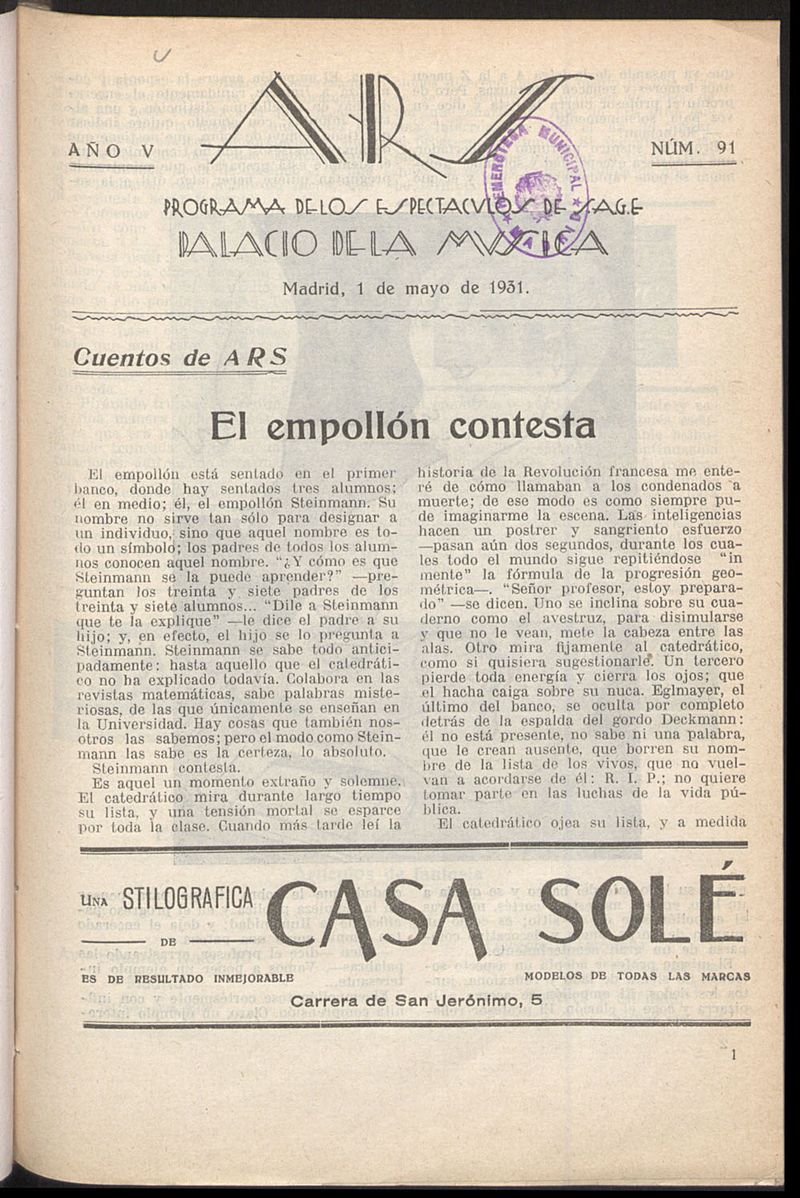 ARS
AÑO V
NÚM. 91
HEMEROTECA MUNICIPAL
MADRID
PROGRAMA DE LOS ESPECTACVLOS DE S.A.G.E
PALACIO DE LA MVSICA
Madrid, 1 de mayo de 1931.
Cuentos de ARS
El empollón contesta
El empollón está sentado en el primer
banco, donde hay sentados tres alumnos;
él en medio; él, el empollón Steinmann. Su
nombre no sirve tan sólo para designar a
un individuo, sino que aquel nombre es to-
do un símbolo; los padres de todos los alum-
nos conocen aquel nombre. "¿Y cómo es que
Steinmann se la puede aprender?" —pre-
guntan los treinta y siete padres de los
treinta y siete alumnos... "Dile a Steinmann
que te la explique" —le dice el padre a su
hijo; y, en efecto, el hijo se lo pregunta a
Steinmann. Steinmann se sabe todo antici-
padamente: hasta aquello que el catedráti-
co no ha explicado todavía. Colabora en las
revistas matemáticas, sabe palabras miste-
riosas, de las que únicamente se enseñan en
la Universidad. Hay cosas que también nos-
otros las sabemos; pero el modo como Stein-
mann las sabe es la certeza, lo absoluto.
Steinmann contesta.
Es aquel un momento extraño y solemne.
El catedrático mira durante largo tiempo
su lista, y una tensión mortal se esparce
por toda la clase. Cuando más tarde leí la
historia de la Revolución francesa me ente-
ré de cómo llamaban a los condenados a
muerte; de ese modo es como siempre pu-
de imaginarme la escena. Las inteligencias
hacen un postrer y sangriento esfuerzo
—pasan aún dos segundos, durante los cua-
les todo el mundo sigue repitiéndose "in
mente" la fórmula de la progresión geo-
métrica—. "Señor profesor, estoy prepara-
do" —se dicen. Uno se inclina sobre su cua-
derno como el avestruz, para disimularse
y que no le vean, mete la cabeza entre las
alas. Otro mira fijamente al catedrático,
como si quisiera sugestionarle. Un tercero
pierde toda energía y cierra los ojos; que
el hacha caiga sobre su nuca. Eglmayer, el
último del banco, se oculta por completo
detrás de la espalda del gordo Deckmann:
él no está presente, no sabe ni una palabra,
que le crean ausente, que borren su nom-
bre de la lista de los vivos, que no vuel-
van a acordarse de él: R. I. P.; no quiere
tomar parte en las luchas de la vida pú-
blica.
El catedrático ojea su lista, y a medida
UNA STILOGRAFICA
DE
CASA SOLÉ
ES DE RESULTADO INMEJORABLE
MODELOS DE TODAS LAS MARCAS
Carrera de San Jerónimo, 5
1